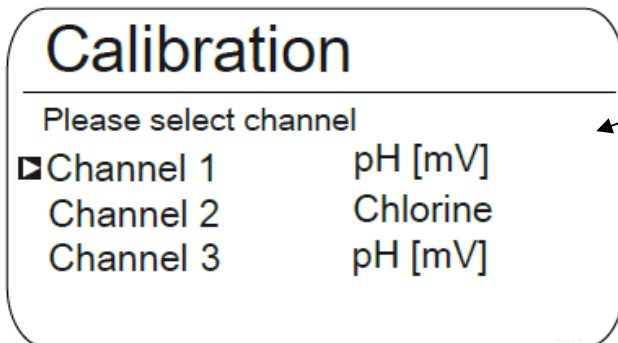 Calibration
Please select channel
Channel 1 pH [mV]
Channel 2 Chlorine
Channel 3 pH [mV]